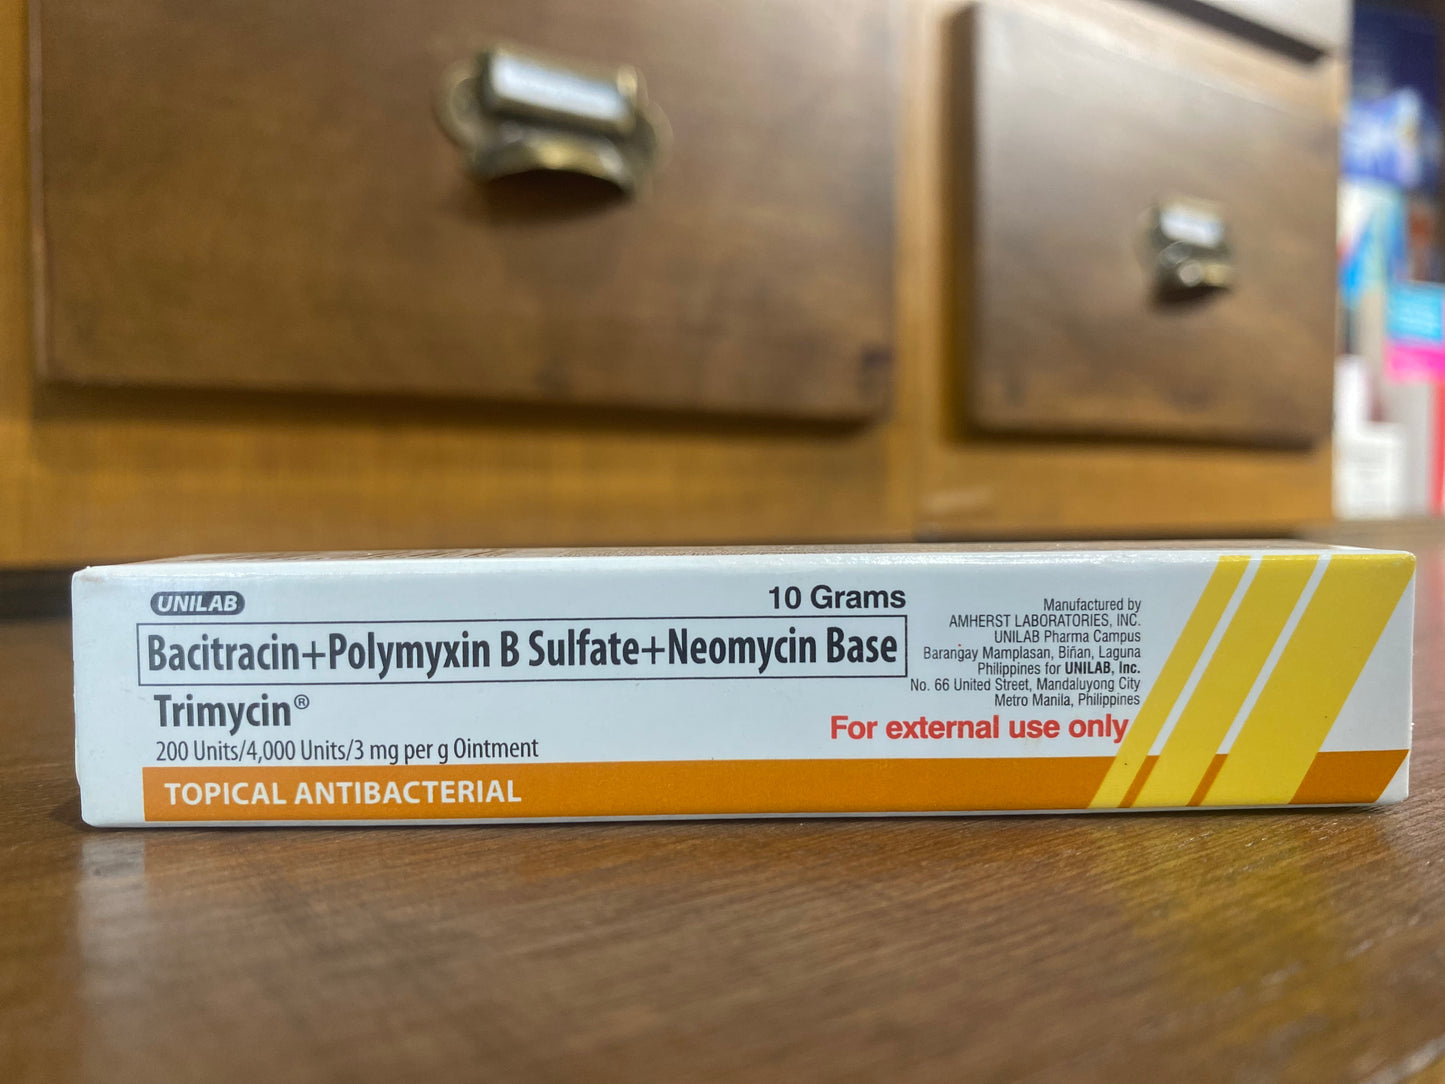 UNILAB
10 Grams
Bacitracin+Polymyxin B Sulfate+Neomycin Base
Trimycin®
200 Units/4,000 Units/3 mg per g Ointment
TOPICAL ANTIBACTERIAL
Manufactured by
AMHERST LABORATORIES, INC.
UNILAB Pharma Campus
Barangay Mamplasan, Biñan, Laguna
Philippines for UNILAB, Inc.
No. 66 United Street, Mandaluyong City
Metro Manila, Philippines
For external use only